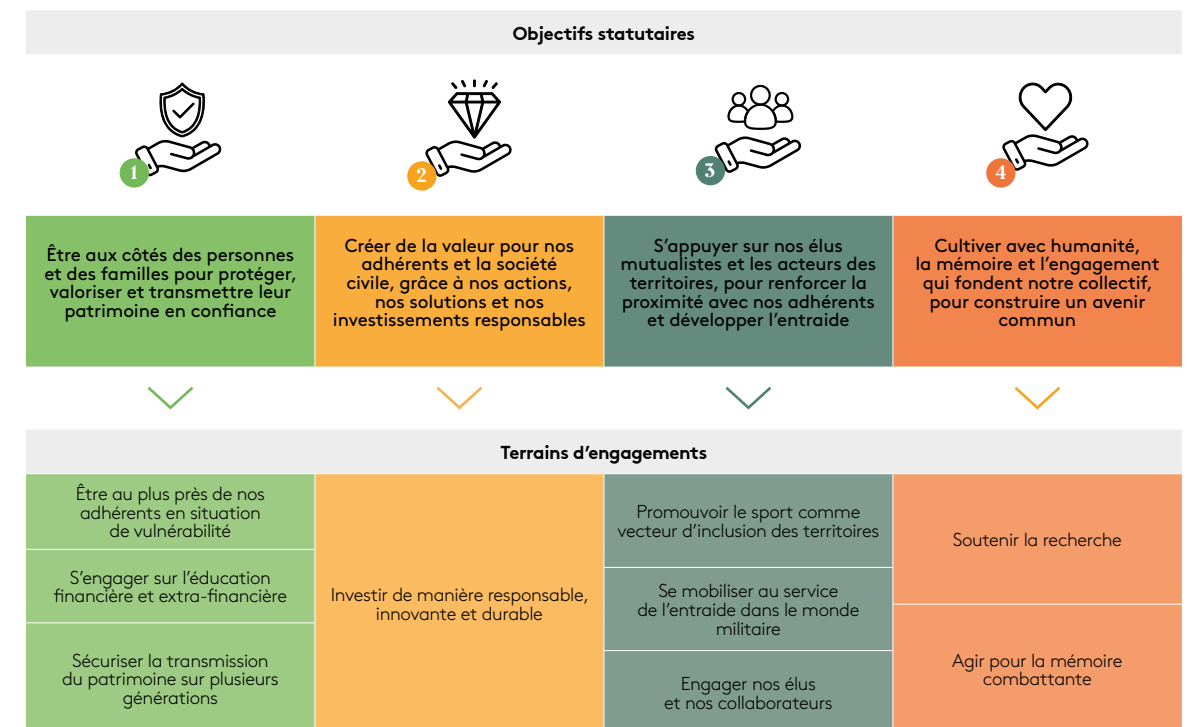 Objectifs statutaires
1
2
3
4
Être aux côtés des personnes
et des familles pour protéger,
valoriser et transmettre leur
patrimoine en confiance
Créer de la valeur pour nos
adhérents et la société
civile, grâce à nos actions,
nos solutions et nos
investissements responsables
S’appuyer sur nos élus
mutualistes et les acteurs des
territoires, pour renforcer la
proximité avec nos adhérents
et développer l’entraide
Cultiver avec humanité,
la mémoire et l’engagement
qui fondent notre collectif,
pour construire un avenir
commun
Terrains d’engagements
Être au plus près de nos
adhérents en situation
de vulnérabilité
S’engager sur l’éducation
financière et extra-financière
Sécuriser la transmission
du patrimoine sur plusieurs
générations
Investir de manière responsable,
innovante et durable
Promouvoir le sport comme
vecteur d’inclusion des territoires
Se mobiliser au service
de l’entraide dans le monde
militaire
Engager nos élus
et nos collaborateurs
Soutenir la recherche
Agir pour la mémoire
combattante